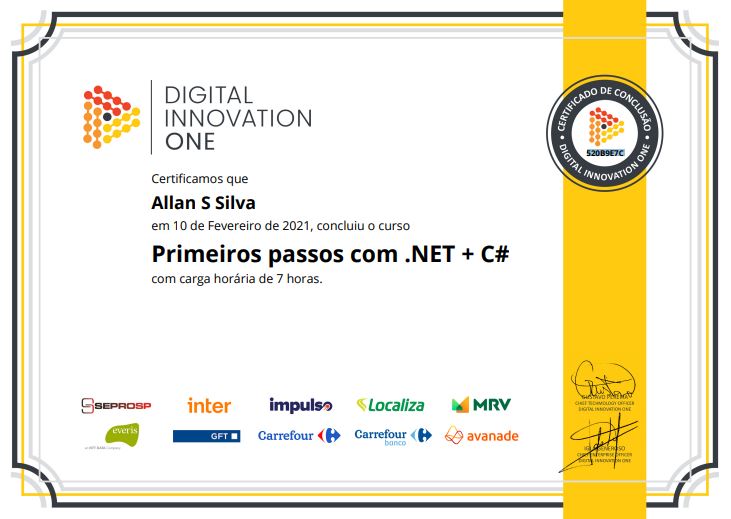 DIGITAL
INNOVATION
ONE
CERTIFICADO DE CONCLUSÃO
520B9E7C
DIGITAL INNOVATION ONE
Certificamos que
Allan S Silva
em 10 de Fevereiro de 2021, concluiu o curso
Primeiros passos com .NET + C#
com carga horária de 7 horas.
SEPROSP
inter
impulso
Localiza
MRV
everis
an NTT DATA Company
GFT
Carrefour
Carrefour
banco
avanade
GUSTAVO PEREIRA
CHIEF TECHNOLOGY OFFICER
DIGITAL INNOVATION ONE
CHIEF ENTERPRISE OFFICER
DIGITAL INNOVATION ONE